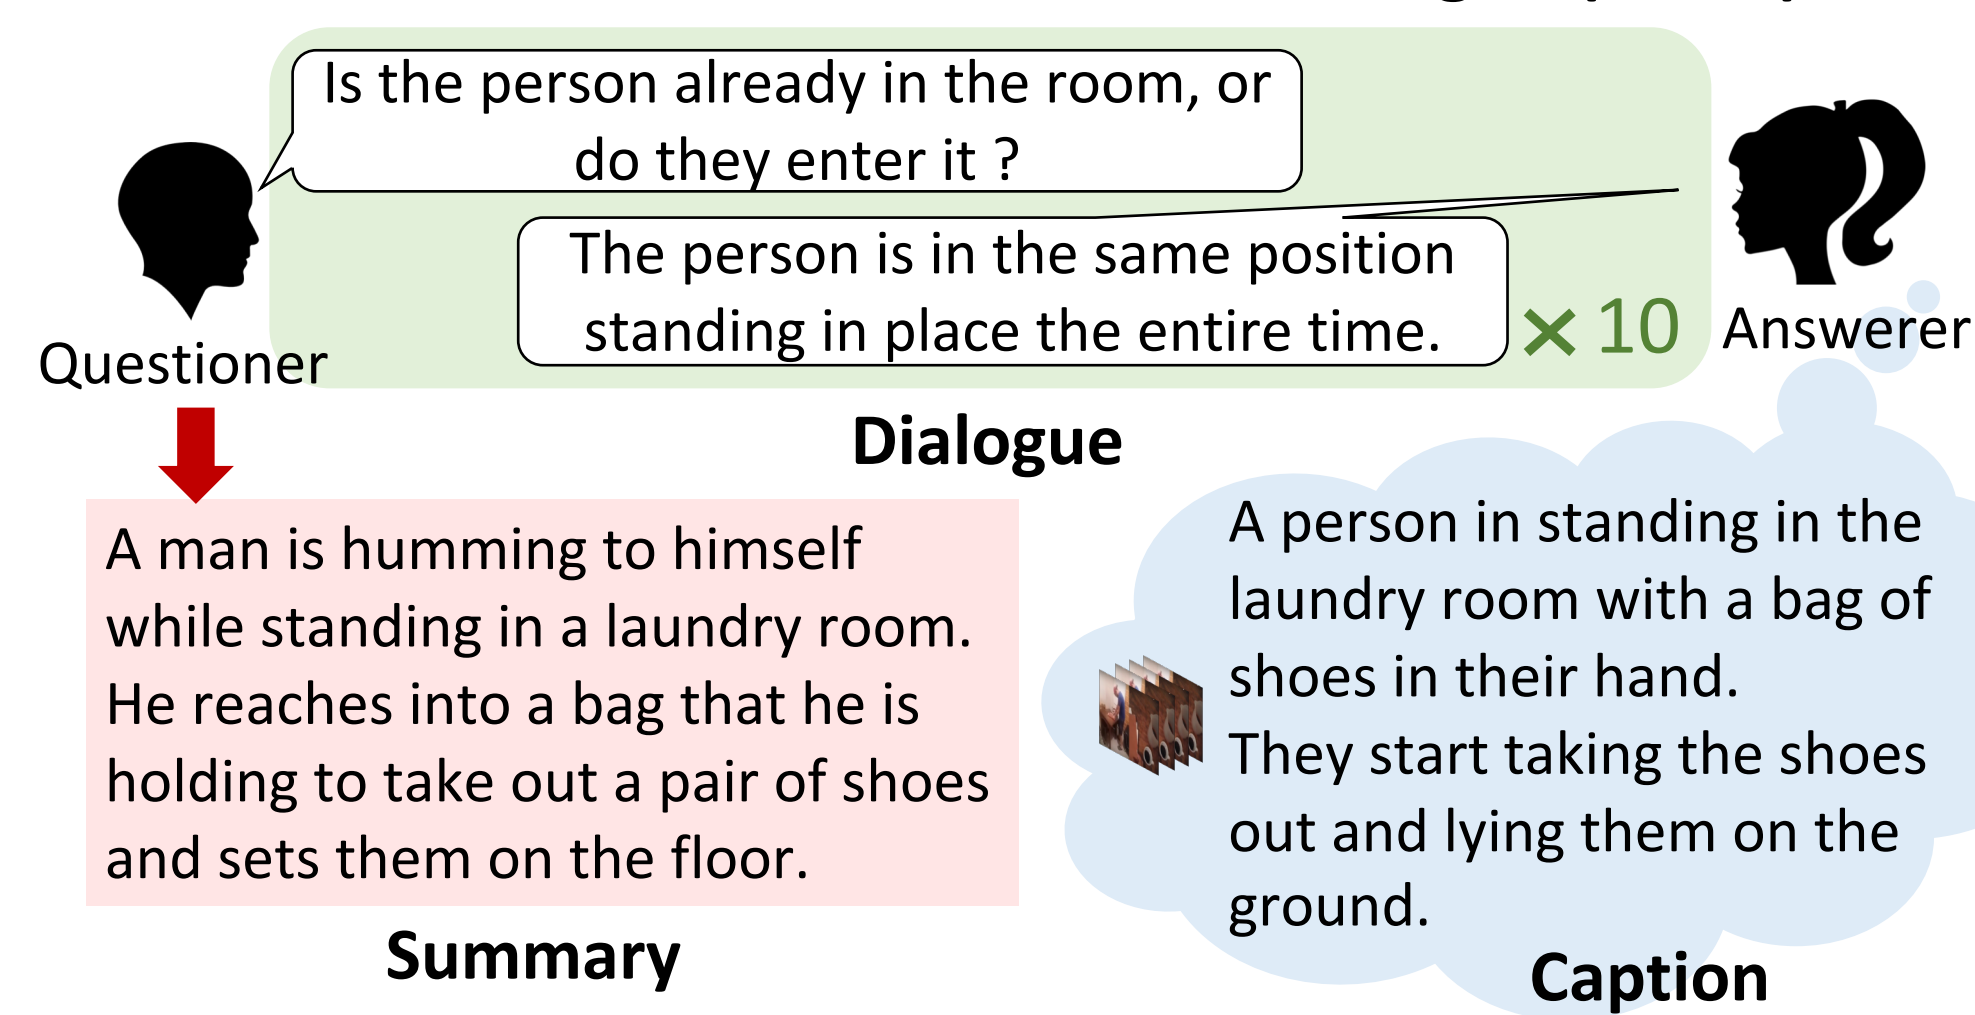 Is the person already in the room, or
do they enter it ?
The person is in the same position
standing in place the entire time.
× 10
Questioner
Answerer
Dialogue
A man is humming to himself
while standing in a laundry room.
He reaches into a bag that he is
holding to take out a pair of shoes
and sets them on the floor.
Summary
A person in standing in the
laundry room with a bag of
shoes in their hand.
They start taking the shoes
out and lying them on the
ground.
Caption